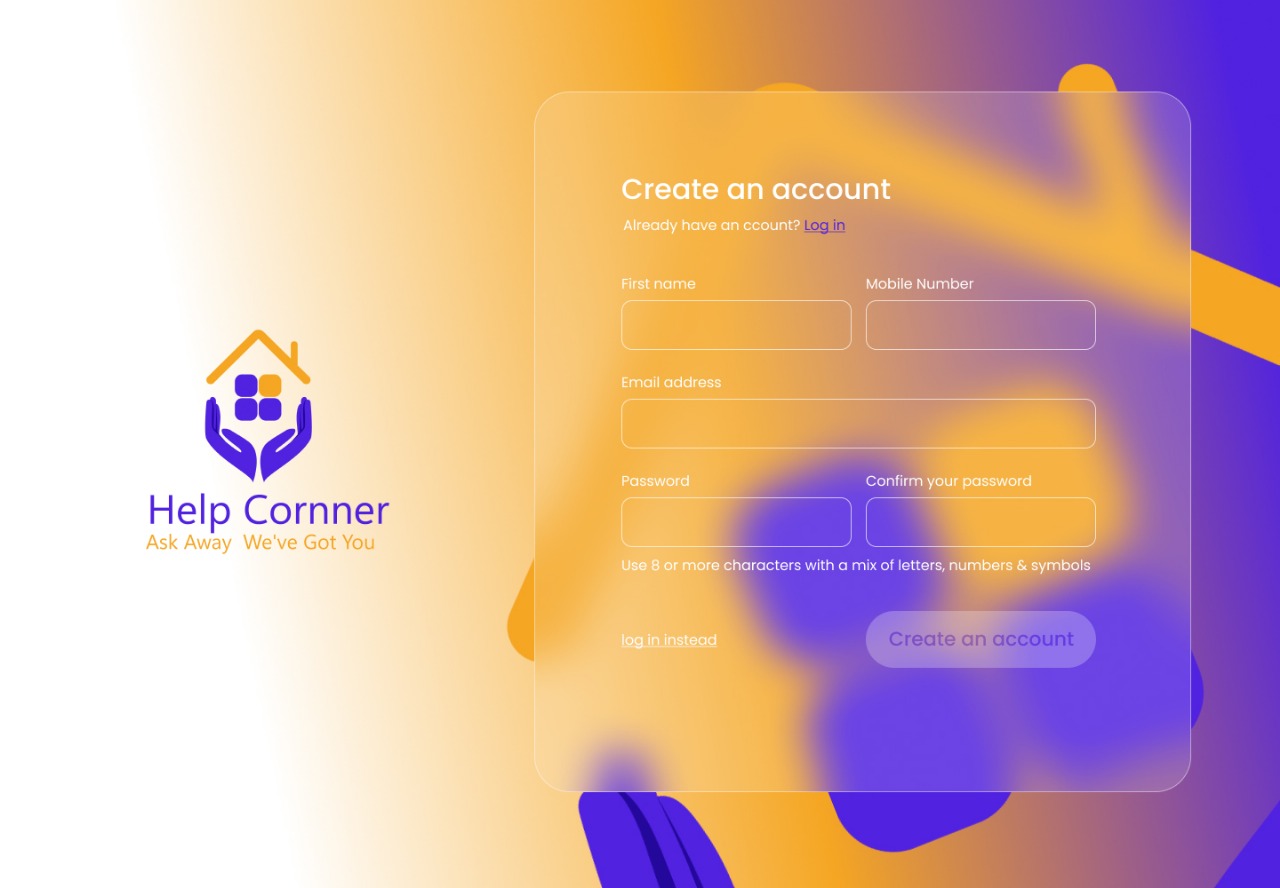 Create an account
Already have an ccount? Log in
First name
Mobile Number
Email address
Help Cornner
Ask Away We've Got You
Password
Confirm your password
Use 8 or more characters with a mix of letters, numbers & symbols
log in instead
Create an account